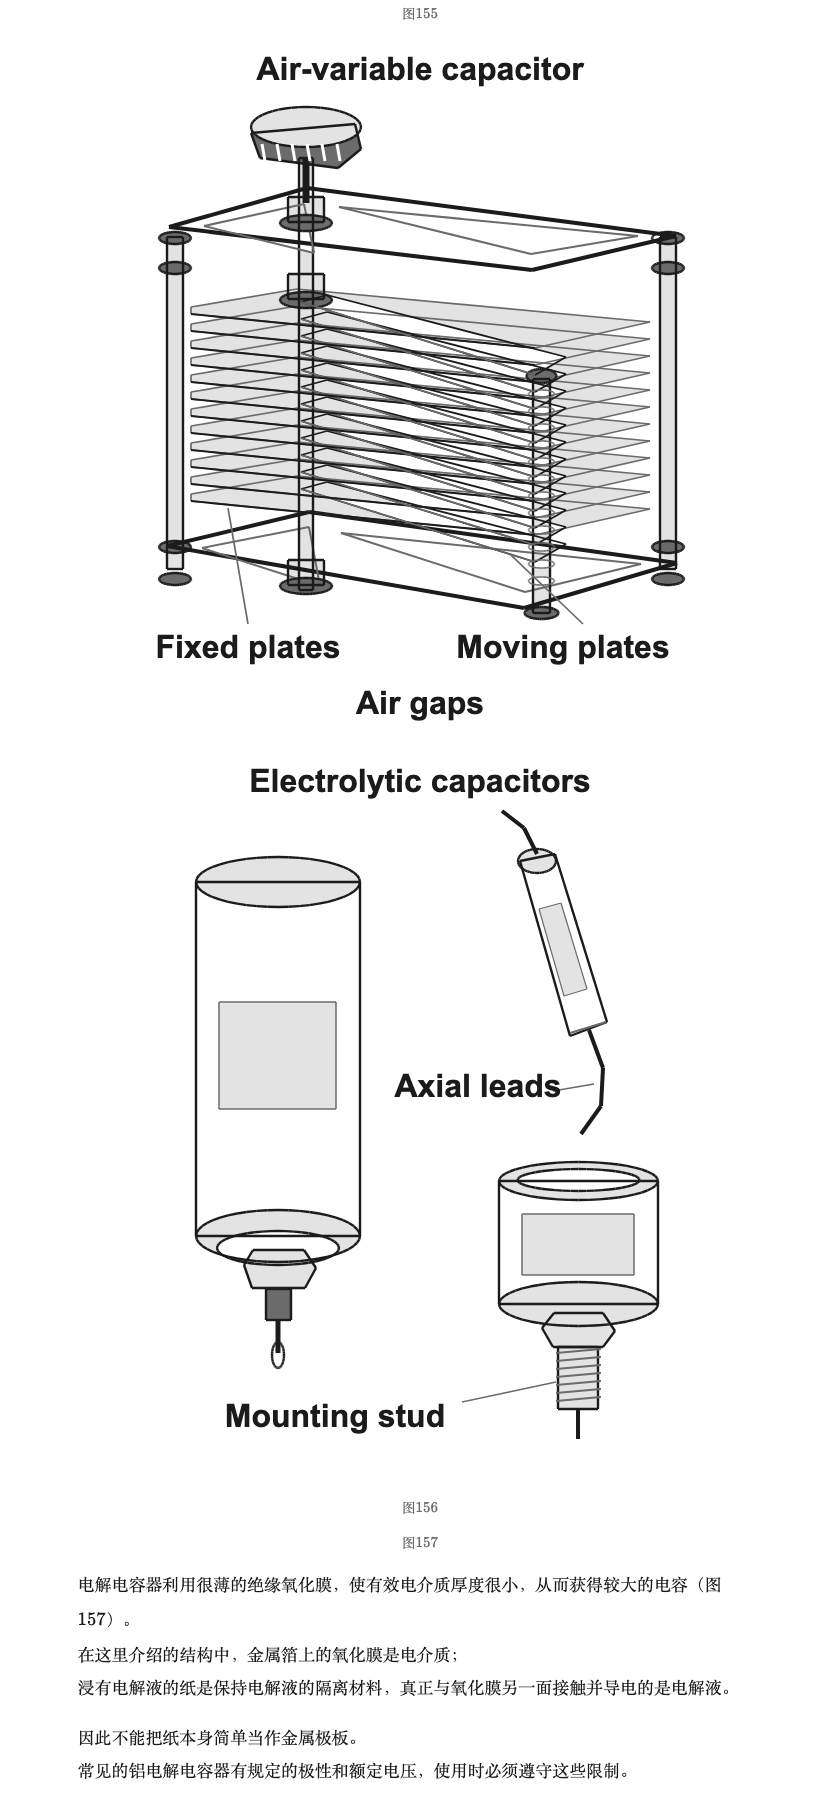 图155
Air-variable capacitor
Fixed plates
Moving plates
Air gaps
Electrolytic capacitors
Axial leads
Mounting stud
图156
图157
电解电容器利用很薄的绝缘氧化膜，使有效电介质厚度很小，从而获得较大的电容（图
157）。
在这里介绍的结构中，金属箔上的氧化膜是电介质；
浸有电解液的纸是保持电解液的隔离材料，真正与氧化膜另一面接触并导电的是电解液。
因此不能把纸本身简单当作金属极板。
常见的铝电解电容器有规定的极性和额定电压，使用时必须遵守这些限制。